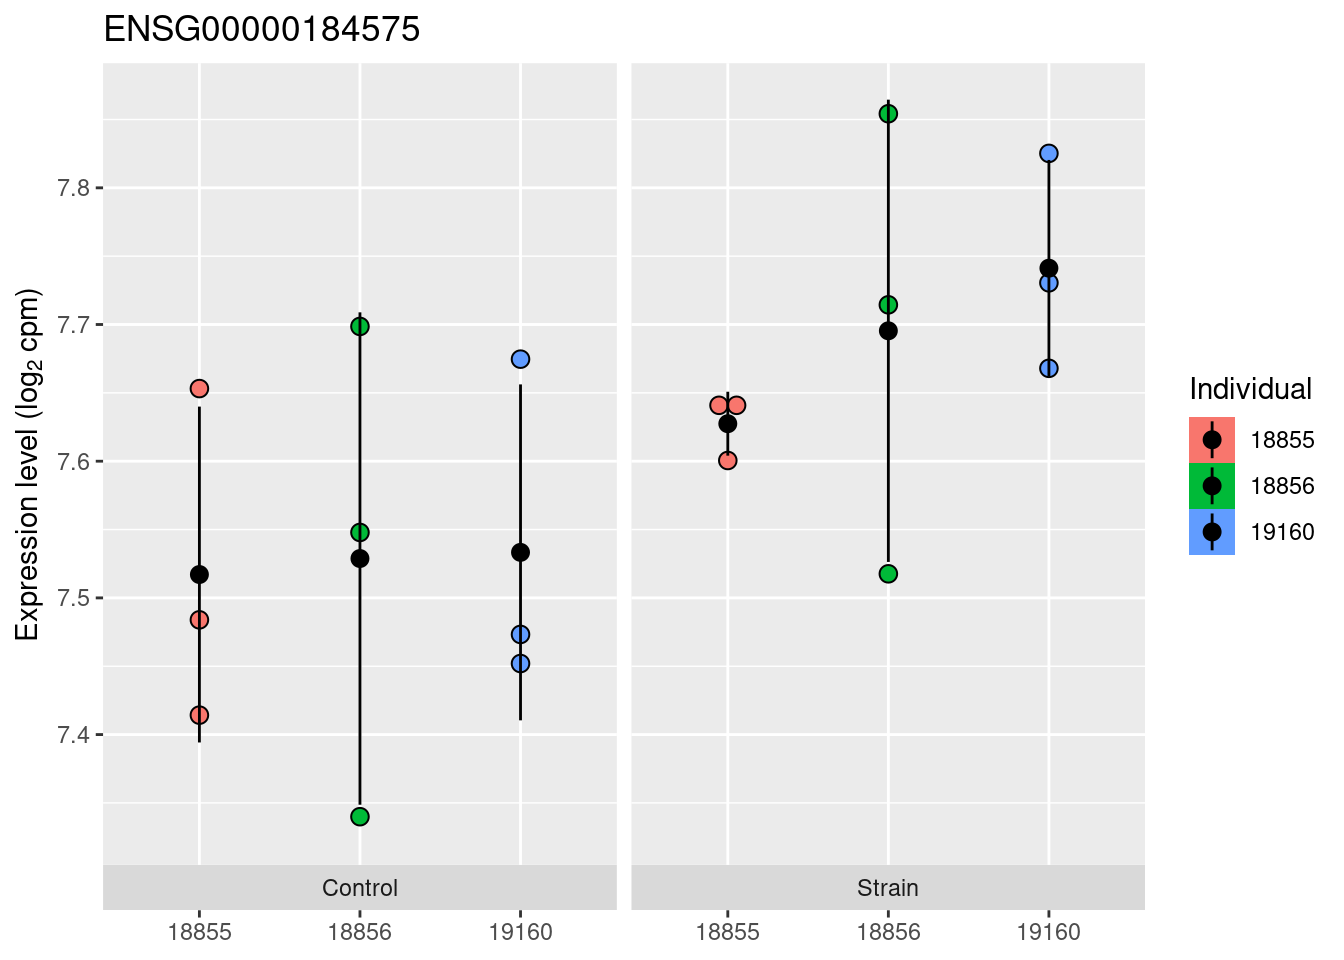 ENSG00000184575
Expression level (log2 cpm)
7.8
7.7
7.6
7.5
7.4
Control
Strain
18855
18856
19160
18855
18856
19160
Individual
18855
18856
19160